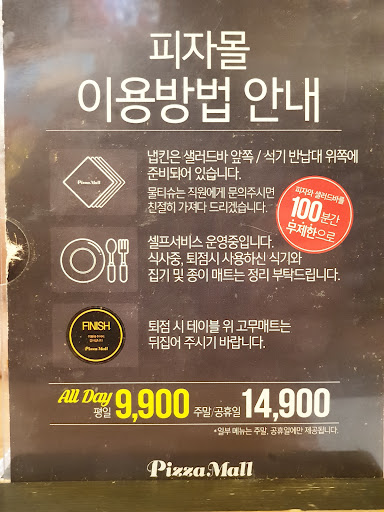 피자몰
이용방법 안내
Pizza Mall
냅킨은 샐러드바 앞쪽 / 식기 반납대 위쪽에
준비되어 있습니다.
물티슈는 직원에게 문의주시면
친절히 가져다 드리겠습니다.
피자와 샐러드바를
100분간
무제한으로
셀프서비스 운영중입니다.
식사중, 퇴점시 사용하신 식기와
집기 및 종이 매트는 정리 부탁드립니다.
FINISH
Pizza Mall
퇴점 시 테이블 위 고무매트는
뒤집어 주시기 바랍니다.
All Day
평일 9,900 주말/공휴일 14,900
*일부 메뉴는 주말, 공휴일에만 제공됩니다.
Pizza Mall